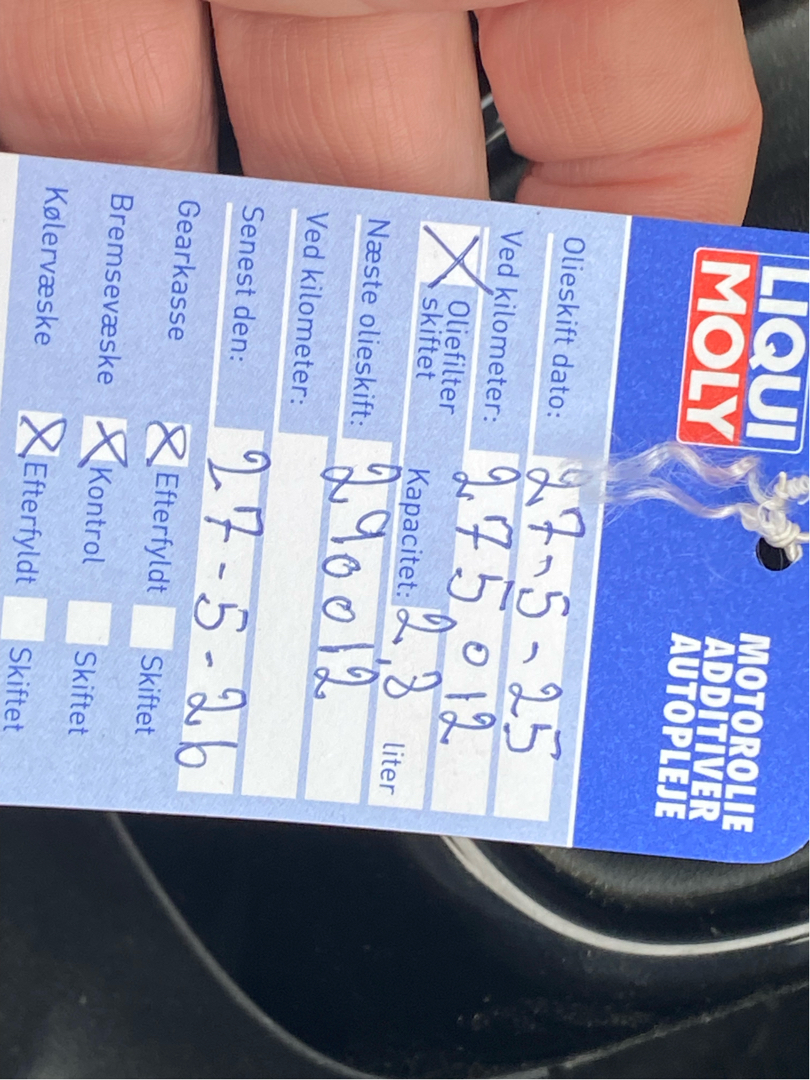 LIQUI
MOLY
MOTOROLIE
ADDITIVER
AUTOPLEJE
Olieskift dato: 27-5-25
Ved kilometer: 275012
X Oliefilter skiftet Kapacitet: 2,8 liter
Næste olieskift: 290012
Ved kilometer:
Senest den: 27-5-26
Gearkasse X Efterfyldt Skiftet
Bremsevæske X Kontrol Skiftet
Kølervæske X Efterfyldt Skiftet